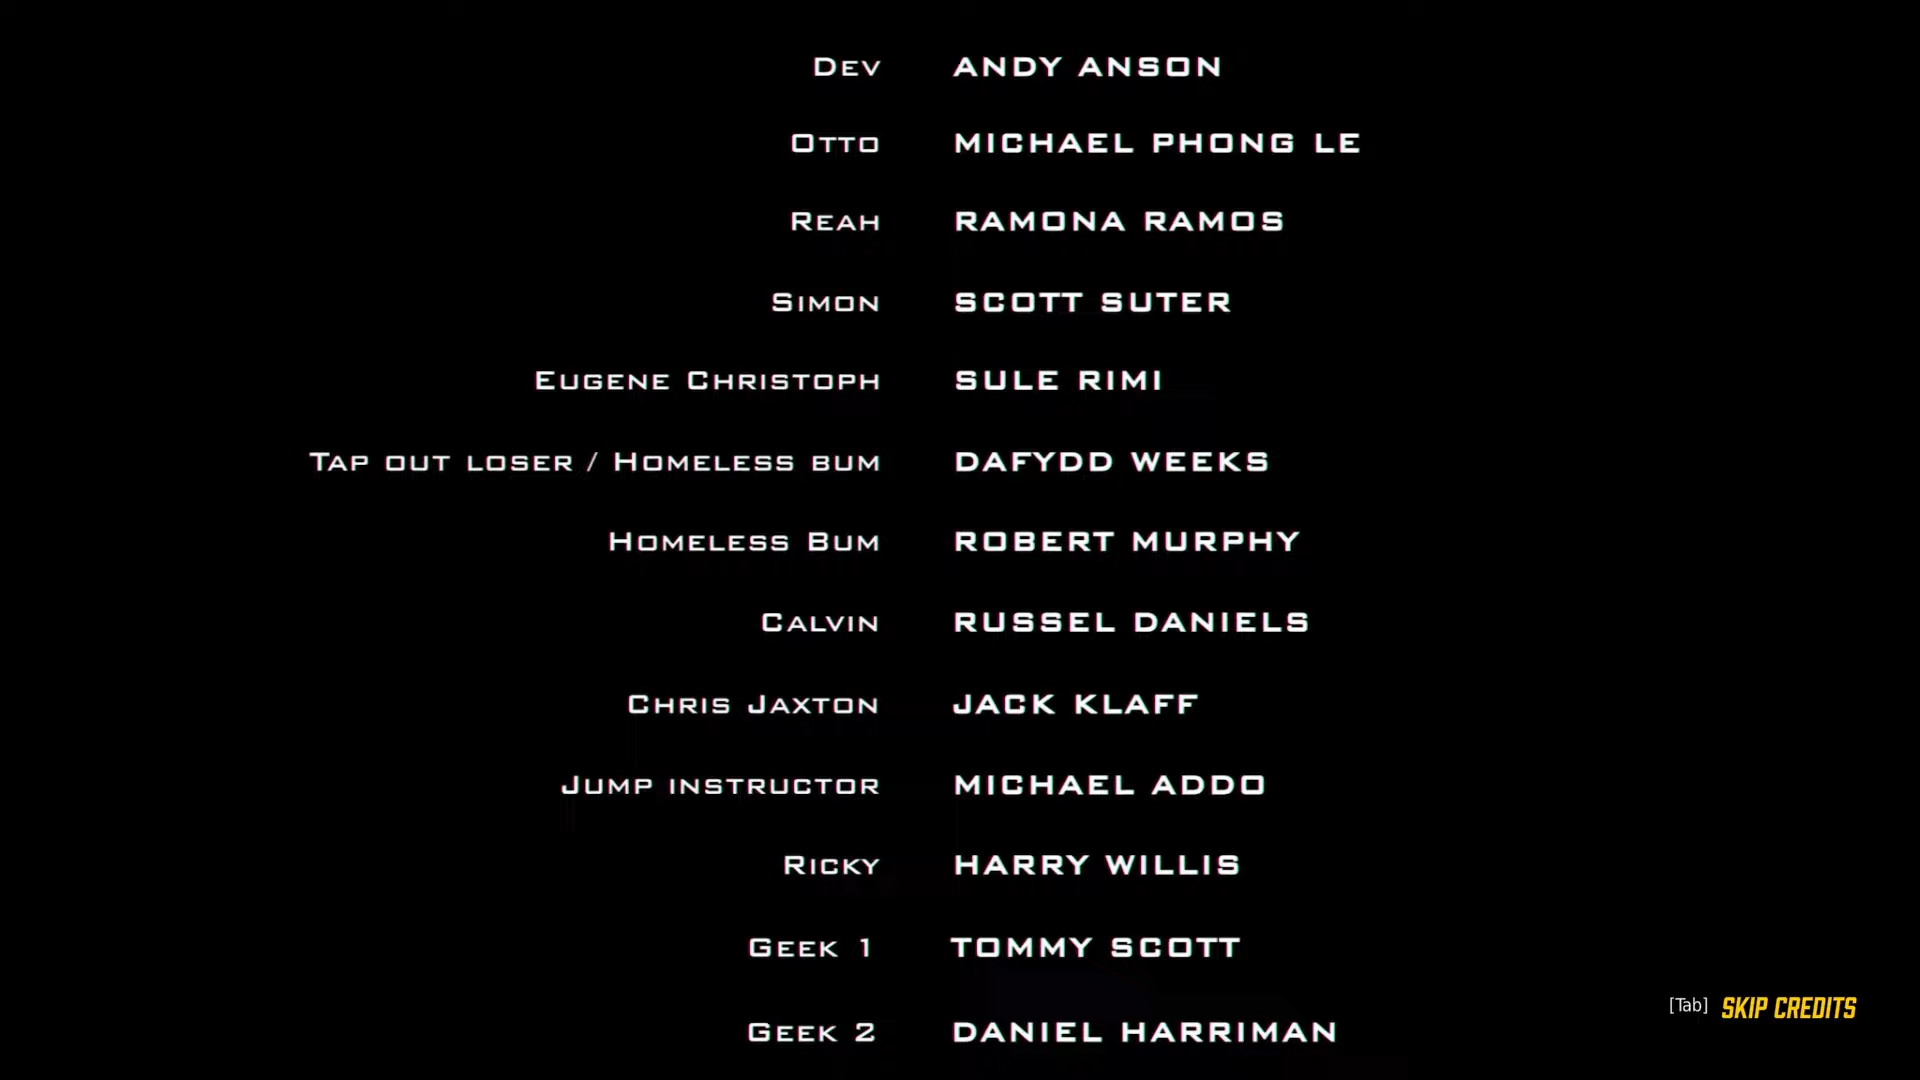 Dev ANDY ANSON
Otto MICHAEL PHONG LE
Reah RAMONA RAMOS
Simon SCOTT SUTER
Eugene Christoph SULE RIMI
Tap out loser / Homeless bum DAFYDD WEEKS
Homeless Bum ROBERT MURPHY
Calvin RUSSEL DANIELS
Chris Jaxton JACK KLAFF
Jump instructor MICHAEL ADDO
Ricky HARRY WILLIS
Geek 1 TOMMY SCOTT
[Tab] SKIP CREDITS
Geek 2 DANIEL HARRIMAN